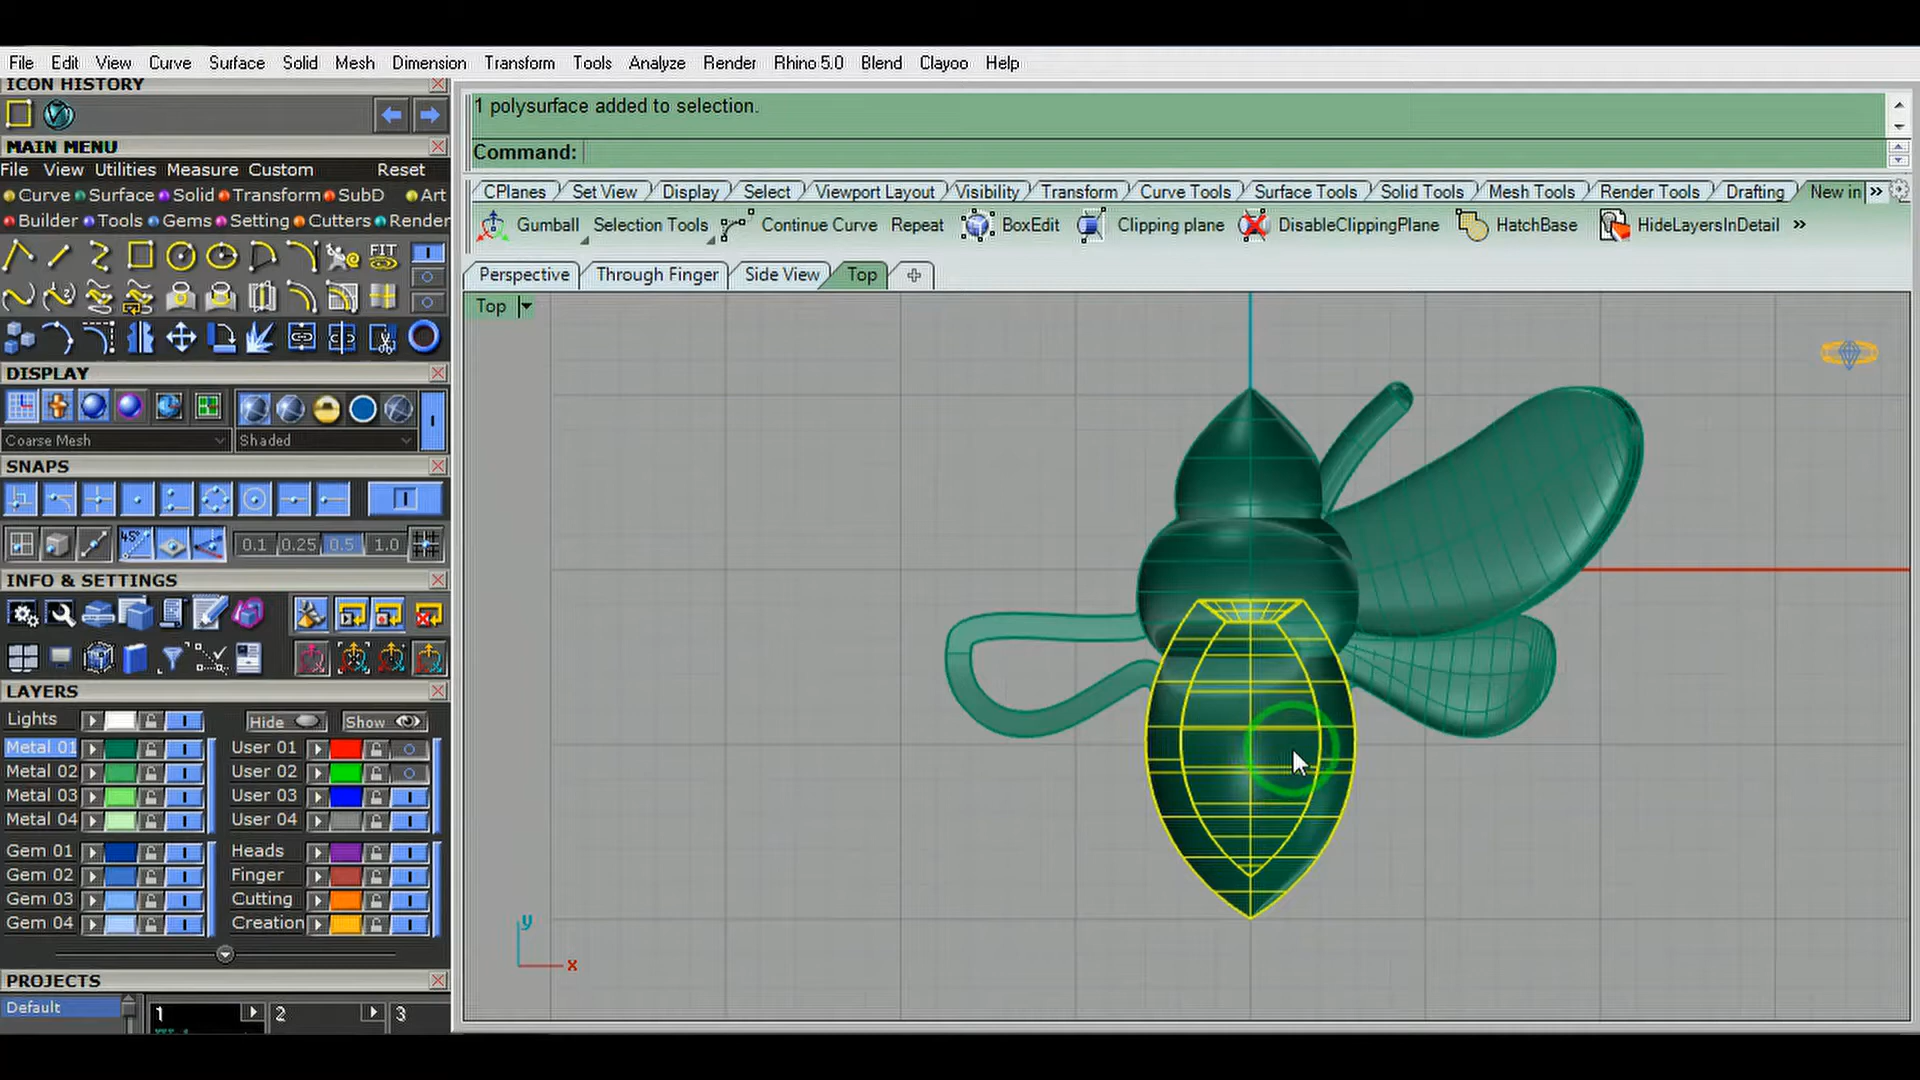 File Edit View Curve Surface Solid Mesh Dimension Transform Tools Analyze Render Rhino 5.0 Blend Clayoo Help
ICON HISTORY
MAIN MENU
File View Utilities Measure Custom Reset
Curve Surface Solid Transform SubD Art
Builder Tools Gems Setting Cutters Render
FIT
DISPLAY
Coarse Mesh Shaded
SNAPS
45° 0.1 0.25 0.5 1.0
INFO & SETTINGS
LAYERS
Lights Hide Show
Metal 01 User 01
Metal 02 User 02
Metal 03 User 03
Metal 04 User 04
Gem 01 Heads
Gem 02 Finger
Gem 03 Cutting
Gem 04 Creation
PROJECTS
Default 1 2 3
1 polysurface added to selection.
Command:
CPlanes Set View Display Select Viewport Layout Visibility Transform Curve Tools Surface Tools Solid Tools Mesh Tools Render Tools Drafting New in »
Gumball Selection Tools Continue Curve Repeat BoxEdit Clipping plane DisableClippingPlane HatchBase HideLayersInDetail »
Perspective Through Finger Side View Top
Top
y
x